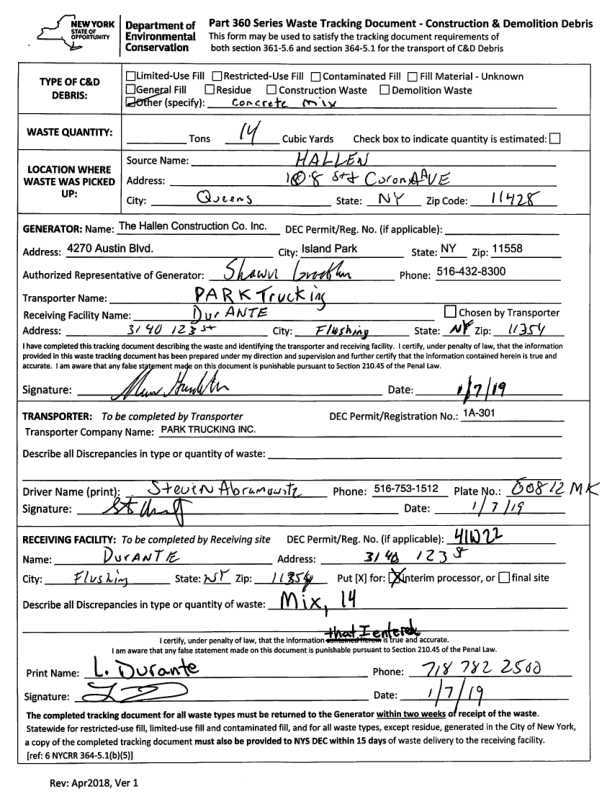 NEW YORK
STATE OF
OPPORTUNITY
Department of
Environmental
Conservation
Part 360 Series Waste Tracking Document - Construction & Demolition Debris
This form may be used to satisfy the tracking document requirements of
both section 361-5.6 and section 364-5.1 for the transport of C&D Debris
TYPE OF C&D
DEBRIS:
Limited-Use Fill Restricted-Use Fill Contaminated Fill Fill Material - Unknown
General Fill Residue Construction Waste Demolition Waste
Other (specify): Concrete mix
WASTE QUANTITY: Tons 14 Cubic Yards Check box to indicate quantity is estimated:
LOCATION WHERE
WASTE WAS PICKED
UP:
Source Name: HALLEN
Address: 108 st & Corona AVE
City: Queens State: NY Zip Code: 11428
GENERATOR: Name: The Hallen Construction Co. Inc. DEC Permit/Reg. No. (if applicable):
Address: 4270 Austin Blvd. City: Island Park State: NY Zip: 11558
Authorized Representative of Generator: Shawn Phone: 516-432-8300
Transporter Name: PARK Trucking
Receiving Facility Name: DurANTE Chosen by Transporter
Address: 3140 123 st City: Flushing State: NY Zip: 11354
I have completed this tracking document describing the waste and identifying the transporter and receiving facility. I certify, under penalty of law, that the information
provided in this waste tracking document has been prepared under my direction and supervision and further certify that the information contained herein is true and
accurate. I am aware that any false statement made on this document is punishable pursuant to Section 210.45 of the Penal Law.
Signature: Date: 1/7/19
TRANSPORTER: To be completed by Transporter DEC Permit/Registration No.: 1A-301
Transporter Company Name: PARK TRUCKING INC.
Describe all Discrepancies in type or quantity of waste:
Driver Name (print): Steven Abramowitz Phone: 516-753-1512 Plate No.: 60812 MK
Signature: Date: 1/7/19
RECEIVING FACILITY: To be completed by Receiving site DEC Permit/Reg. No. (if applicable): 41W22
Name: DurANTE Address: 3140 123 st
City: Flushing State: NY Zip: 11354 Put [X] for: X interim processor, or final site
Describe all Discrepancies in type or quantity of waste: Mix, 14
that I entered
I certify, under penalty of law, that the information contained herein is true and accurate.
I am aware that any false statement made on this document is punishable pursuant to Section 210.45 of the Penal Law.
Print Name: L. Durante Phone: 718 782 2500
Signature: Date: 1/7/19
The completed tracking document for all waste types must be returned to the Generator within two weeks of receipt of the waste.
Statewide for restricted-use fill, limited-use fill and contaminated fill, and for all waste types, except residue, generated in the City of New York,
a copy of the completed tracking document must also be provided to NYS DEC within 15 days of waste delivery to the receiving facility.
[ref: 6 NYCRR 364-5.1(b)(5)]
Rev: Apr2018, Ver 1